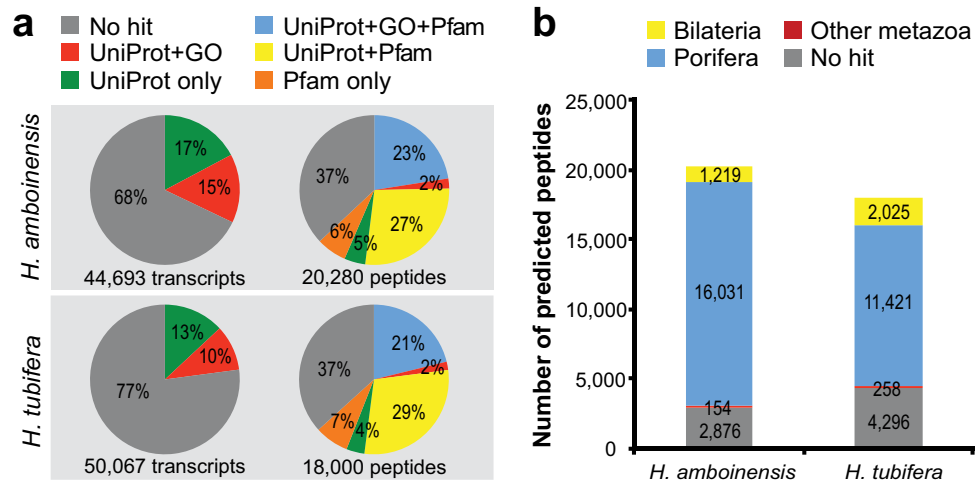 a
No hit
UniProt+GO
UniProt only
UniProt+GO+Pfam
UniProt+Pfam
Pfam only
H. amboinensis
17%
15%
68%
44,693 transcripts
23%
2%
27%
5%
6%
37%
20,280 peptides
H. tubifera
13%
10%
77%
50,067 transcripts
21%
2%
29%
4%
7%
37%
18,000 peptides
b
Bilateria
Porifera
Other metazoa
No hit
Number of predicted peptides
25,000
20,000
15,000
10,000
5,000
0
1,219
16,031
154
2,876
2,025
11,421
258
4,296
H. amboinensis
H. tubifera